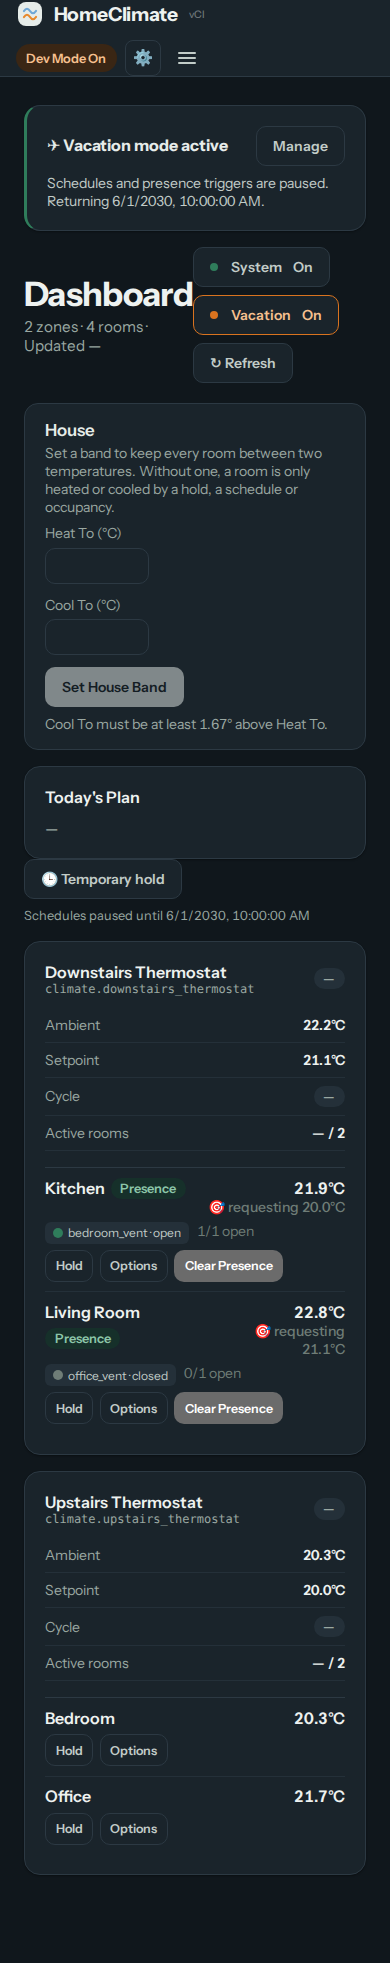 HomeClimate vCI
Dev Mode On
✈ Vacation mode active
Manage
Schedules and presence triggers are paused.
Returning 6/1/2030, 10:00:00 AM.
Dashboard
2 zones · 4 rooms ·
Updated —
System On
Vacation On
↻ Refresh
House
Set a band to keep every room between two
temperatures. Without one, a room is only
heated or cooled by a hold, a schedule or
occupancy.
Heat To (°C)
Cool To (°C)
Set House Band
Cool To must be at least 1.67° above Heat To.
Today's Plan
—
🕒 Temporary hold
Schedules paused until 6/1/2030, 10:00:00 AM
Downstairs Thermostat
—
climate.downstairs_thermostat
Ambient 22.2°C
Setpoint 21.1°C
Cycle —
Active rooms — / 2
Kitchen Presence 21.9°C
🎯 requesting 20.0°C
bedroom_vent · open 1/1 open
Hold Options Clear Presence
Living Room 22.8°C
Presence
🎯 requesting
21.1°C
office_vent · closed 0/1 open
Hold Options Clear Presence
Upstairs Thermostat
—
climate.upstairs_thermostat
Ambient 20.3°C
Setpoint 20.0°C
Cycle —
Active rooms — / 2
Bedroom 20.3°C
Hold Options
Office 21.7°C
Hold Options